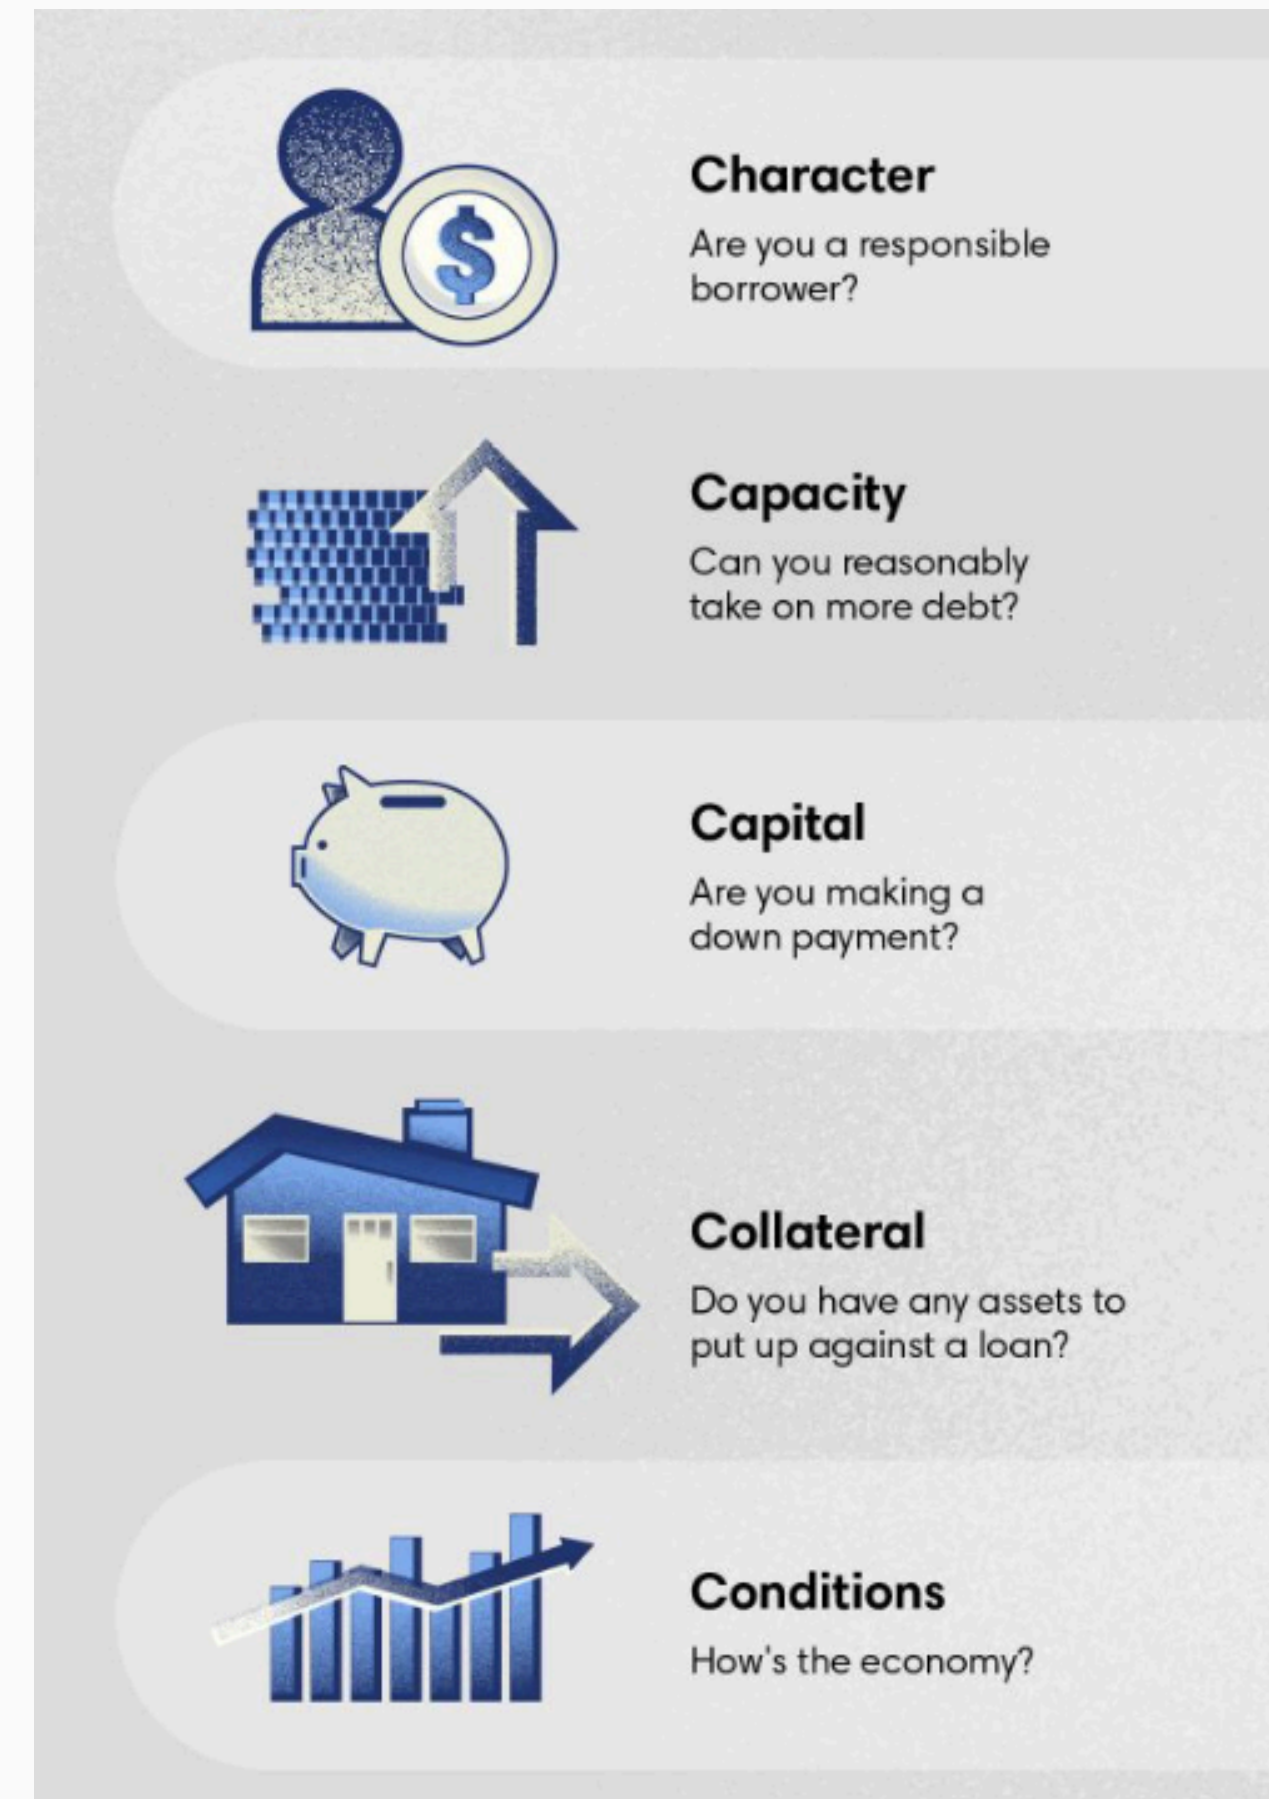 Character
Are you a responsible
borrower?
Capacity
Can you reasonably
take on more debt?
Capital
Are you making a
down payment?
Collateral
Do you have any assets to
put up against a loan?
Conditions
How's the economy?